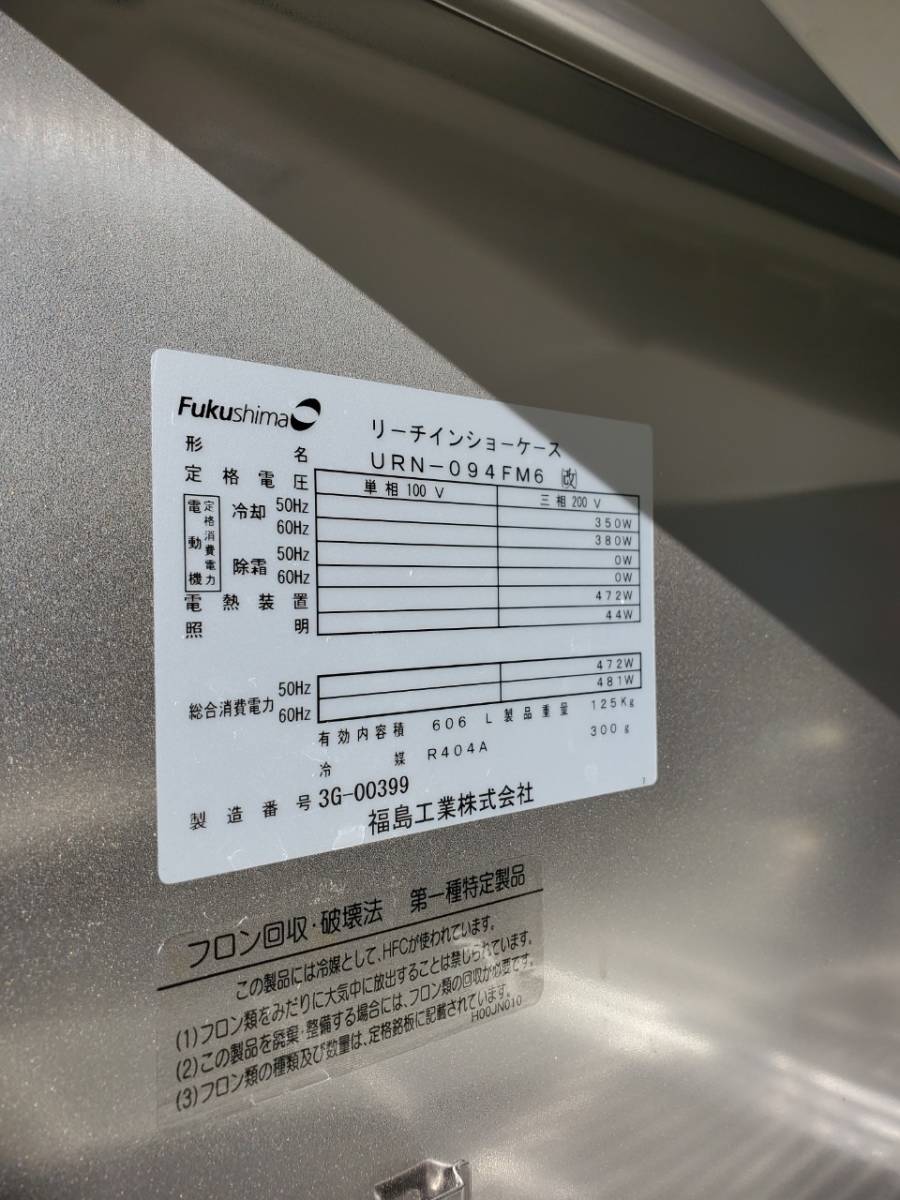 Fukushima
リーチインショーケース
形名 URN-094FM6 改
定格電圧 単相100V 三相200V
電動機 定格消費電力 冷却 50Hz 350W
60Hz 380W
除霜 50Hz 0W
60Hz 0W
電熱装置 472W
照明 44W
総合消費電力 50Hz 472W
60Hz 481W
有効内容積 606 L 製品重量 125Kg
冷媒 R404A 300g
製造番号 3G-00399
福島工業株式会社
フロン回収・破壊法 第一種特定製品
この製品には冷媒として、HFCが使われています。
(1)フロン類をみだりに大気中に放出することは禁じられています。
(2)この製品を廃棄・整備する場合には、フロン類の回収が必要です。
(3)フロン類の種類及び数量は、定格銘板に記載されています。
H00JN010